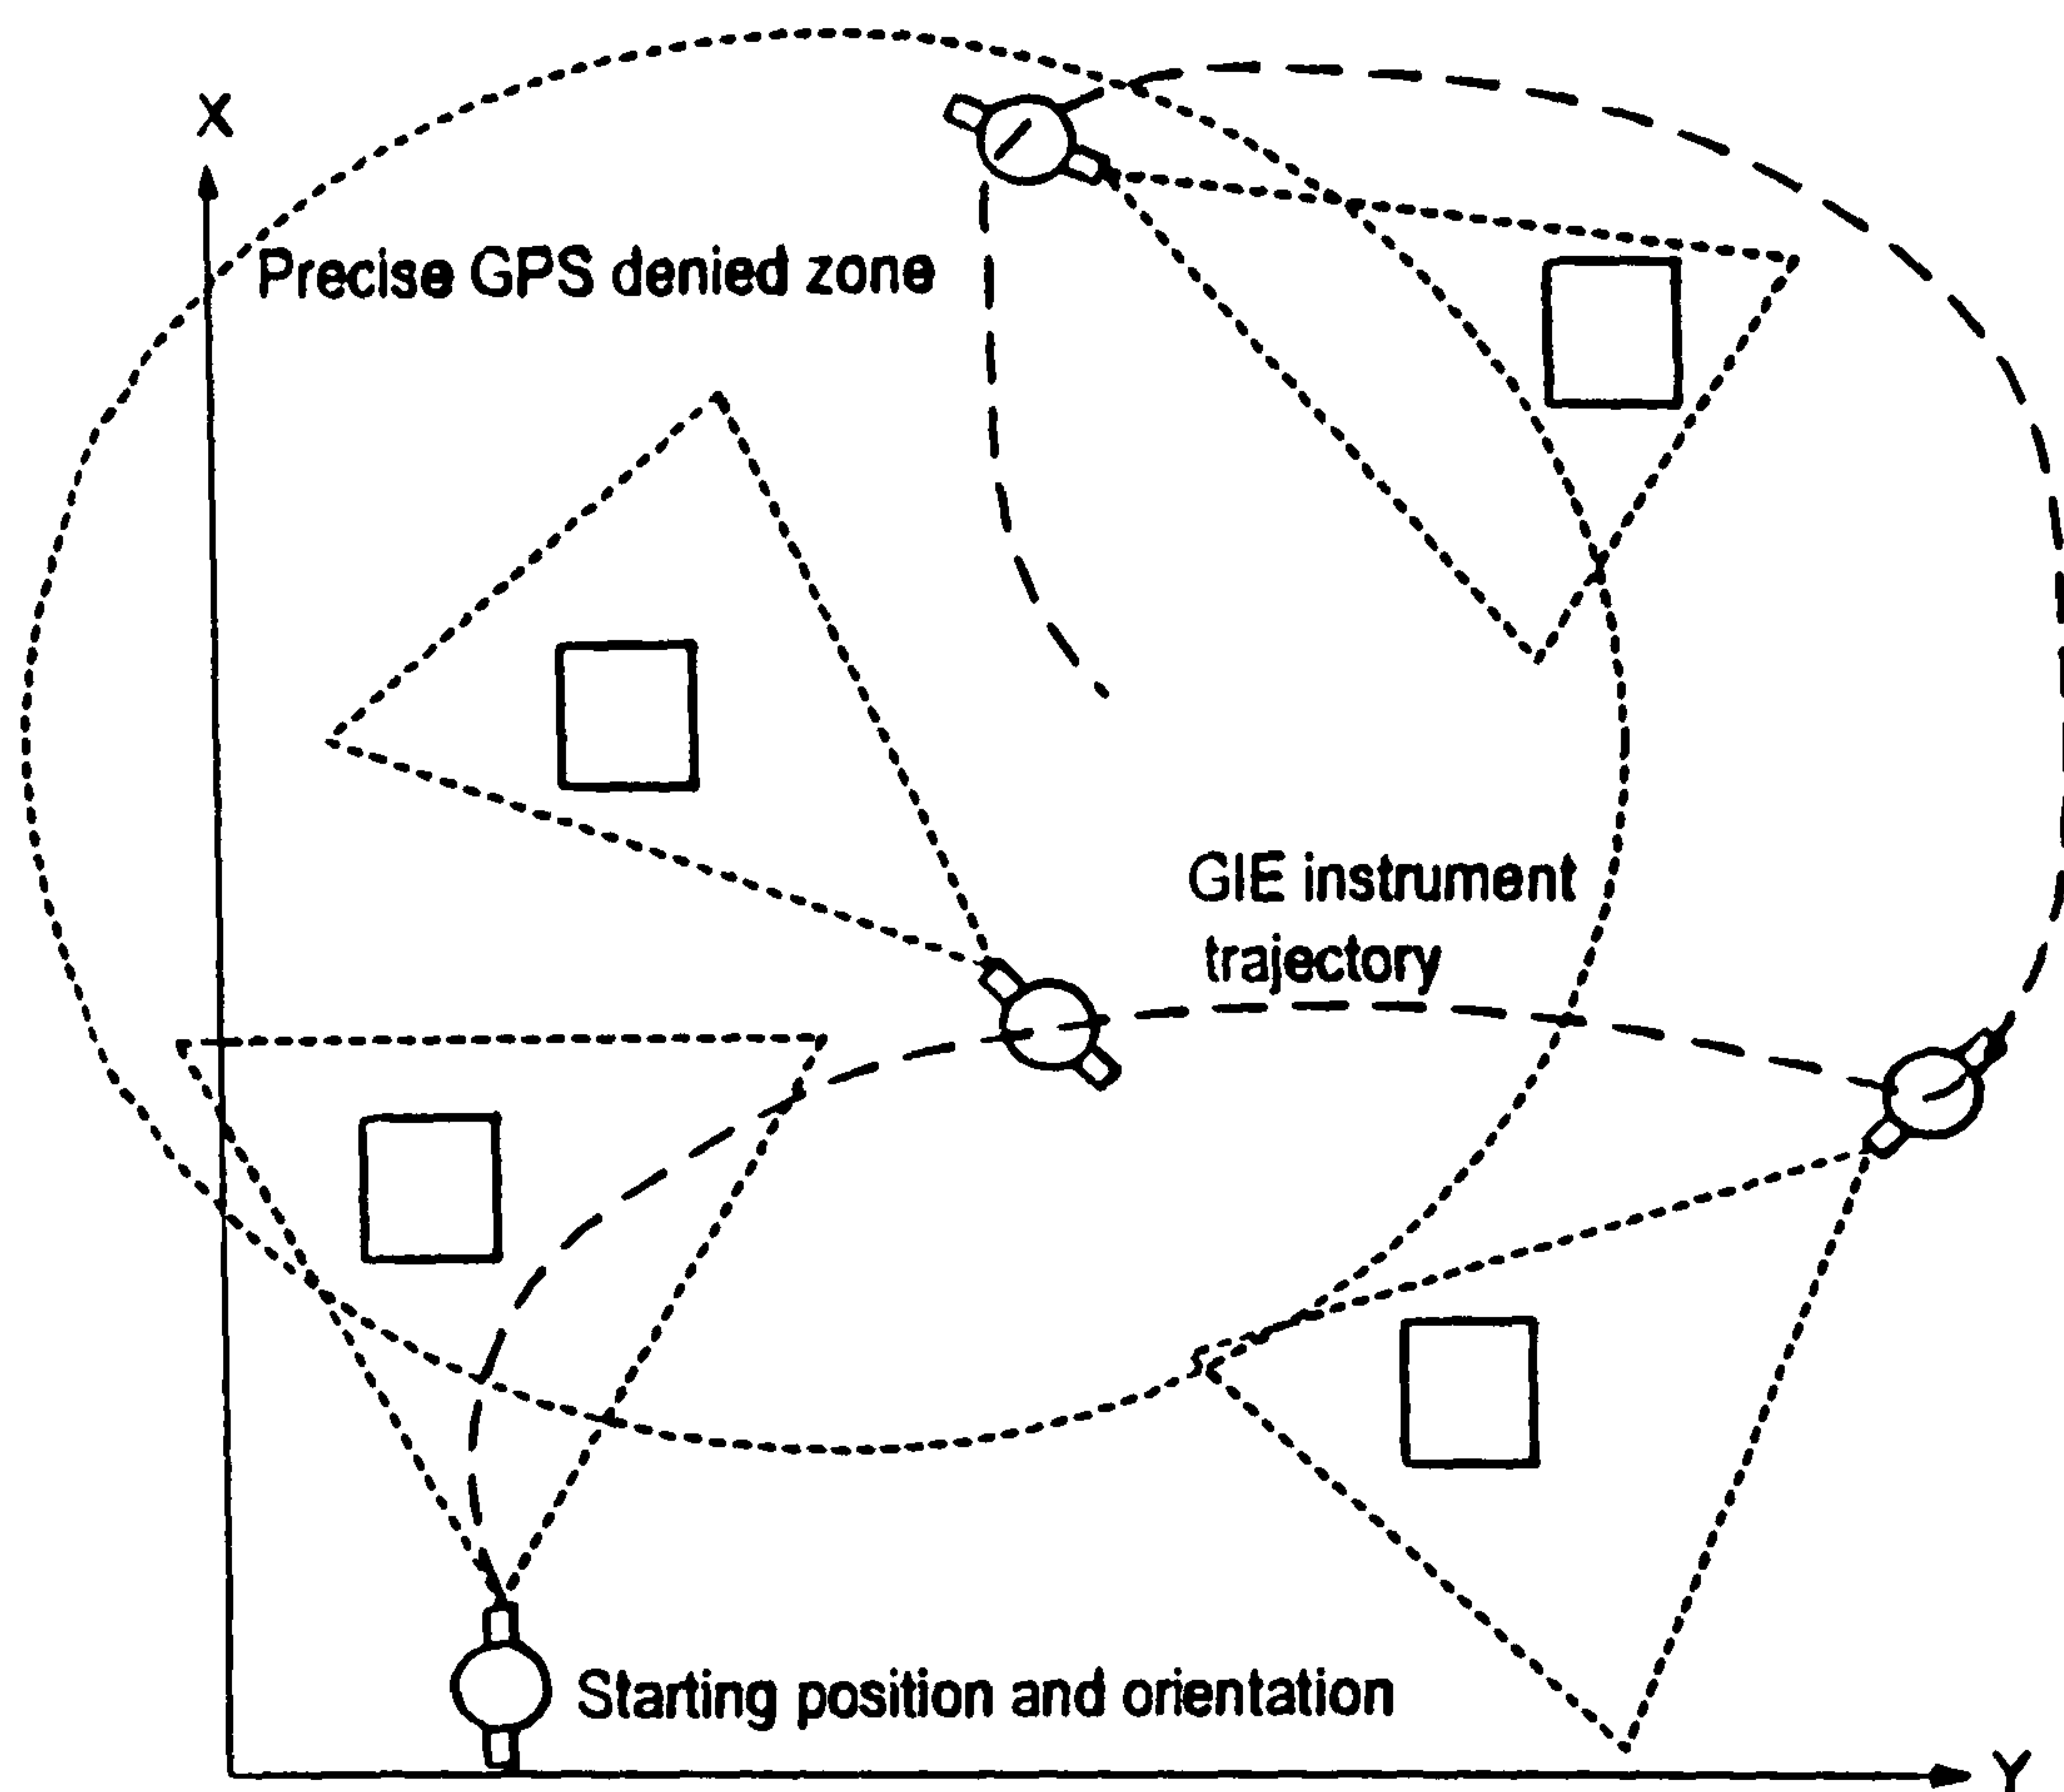 X
Precise GPS denied zone
GIE instrument
trajectory
Starting position and orientation
Y